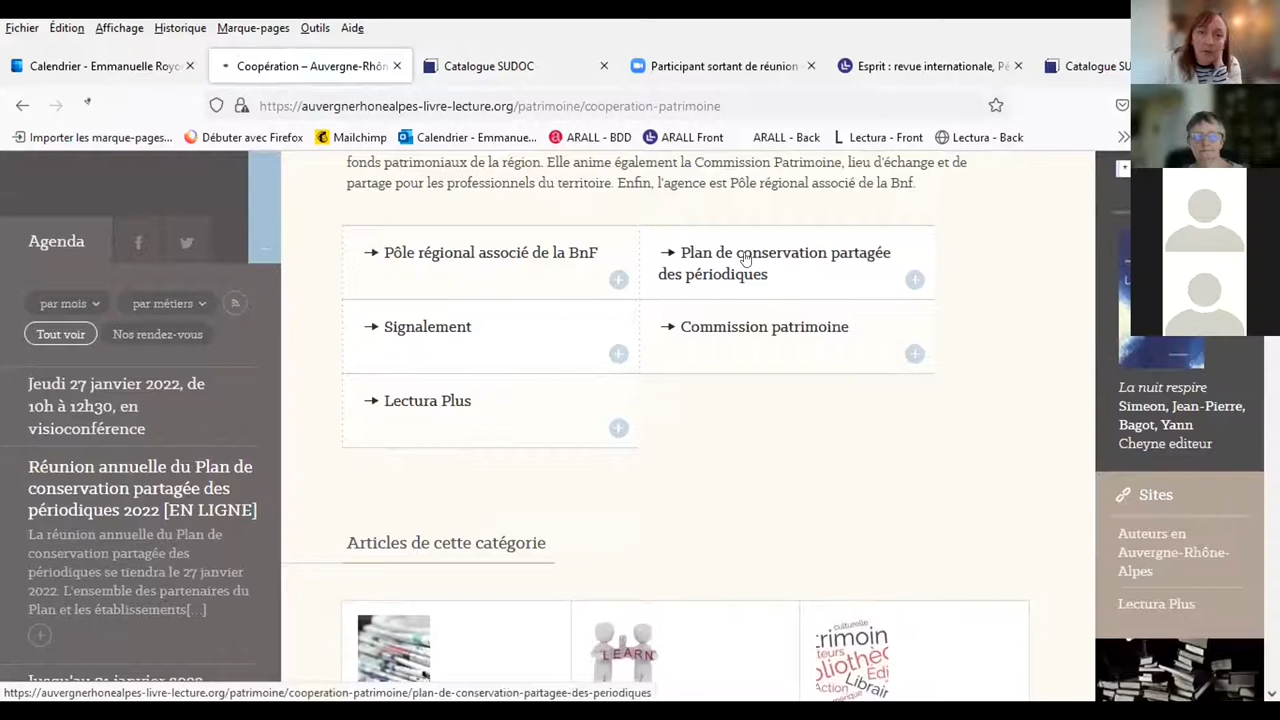 Fichier Édition Affichage Historique Marque-pages Outils Aide
Calendrier - Emmanuelle Royo
Coopération – Auvergne-Rhôn
Catalogue SUDOC
Participant sortant de réunion
Esprit : revue internationale, Pé
Catalogue SU
https://auvergnerhonealpes-livre-lecture.org/patrimoine/cooperation-patrimoine
Importer les marque-pages... Débuter avec Firefox Mailchimp Calendrier - Emmanue... ARALL - BDD ARALL Front ARALL - Back Lectura - Front Lectura - Back
fonds patrimoniaux de la région. Elle anime également la Commission Patrimoine, lieu d'échange et de
partage pour les professionnels du territoire. Enfin, l'agence est Pôle régional associé de la Bnf.
Agenda
par mois par métiers
Tout voir Nos rendez-vous
Jeudi 27 janvier 2022, de
10h à 12h30, en
visioconférence
Réunion annuelle du Plan de
conservation partagée des
périodiques 2022 [EN LIGNE]
La réunion annuelle du Plan de
conservation partagée des
périodiques se tiendra le 27 janvier
2022. L'ensemble des partenaires du
Plan et les établissements[...]
→ Pôle régional associé de la BnF
→ Plan de conservation partagée
des périodiques
→ Signalement
→ Commission patrimoine
→ Lectura Plus
Articles de cette catégorie
LEARN
culturelle
Action
La nuit respire
Simeon, Jean-Pierre,
Bagot, Yann
Cheyne editeur
Sites
Auteurs en
Auvergne-Rhône-
Alpes
Lectura Plus
https://auvergnerhonealpes-livre-lecture.org/patrimoine/cooperation-patrimoine/plan-de-conservation-partagee-des-periodiques